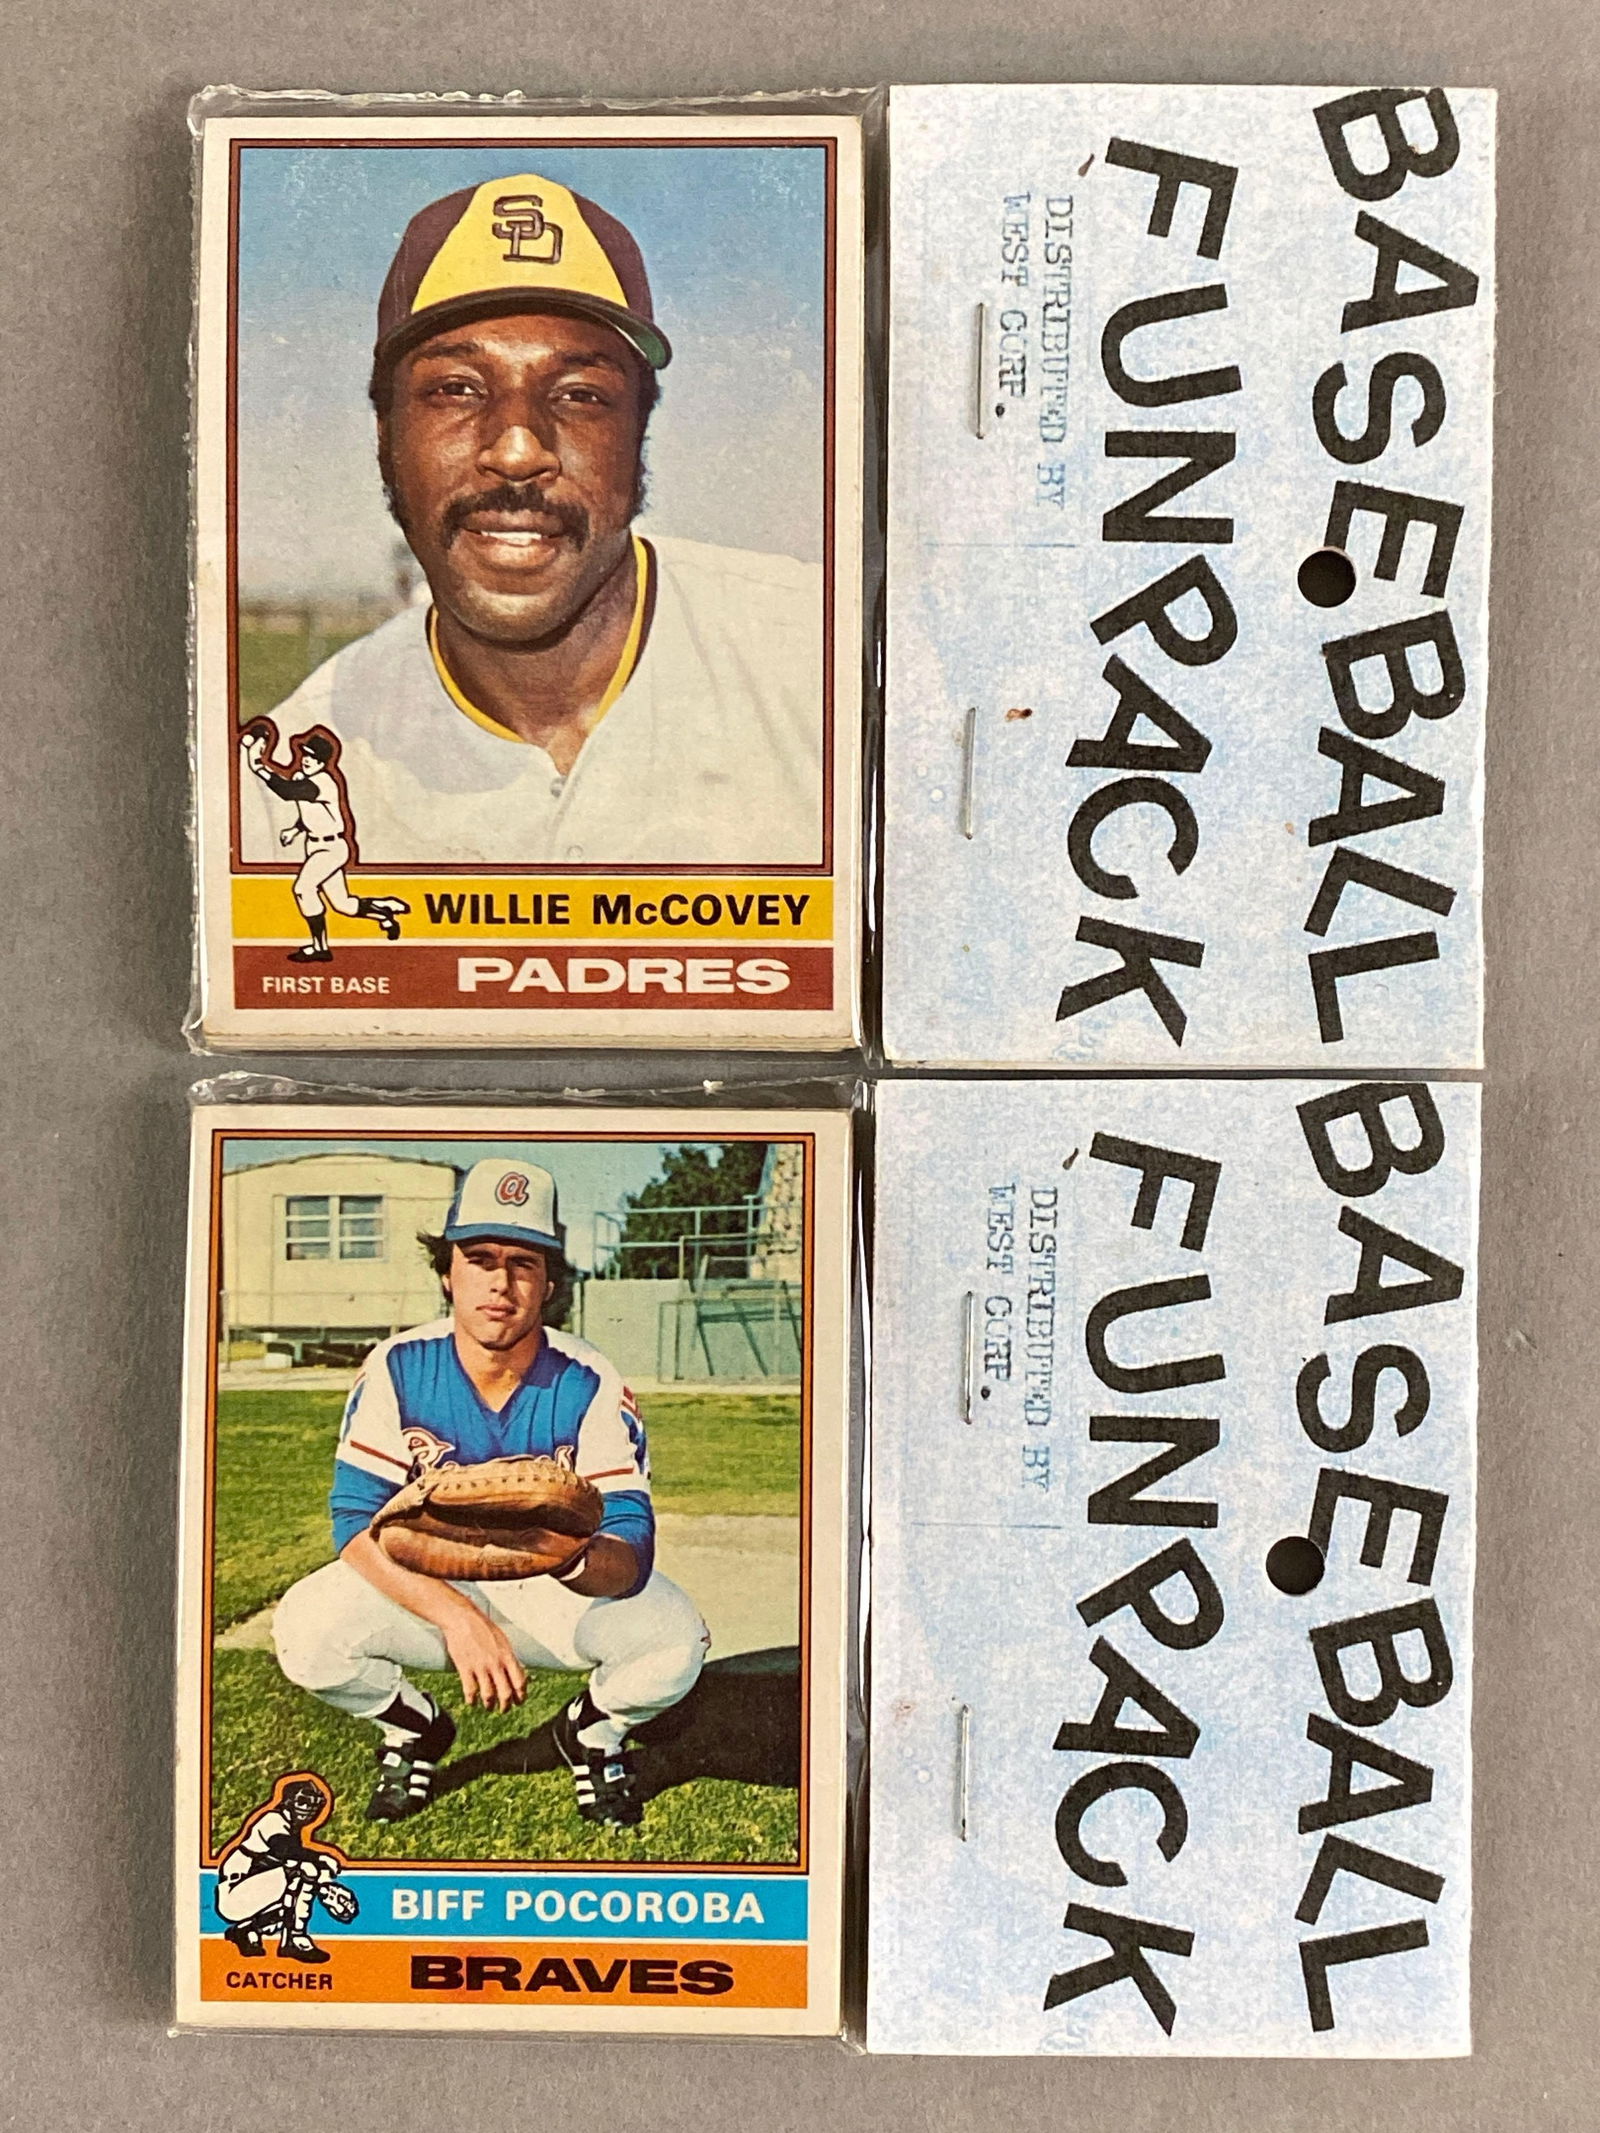 SD
WILLIE McCOVEY
FIRST BASE
PADRES
BASEBALL
FUNPACK
DISTRIBUTED BY
WEST CORP.
a
BIFF POCOROBA
CATCHER
BRAVES
BASEBALL
FUNPACK
DISTRIBUTED BY
WEST CORP.